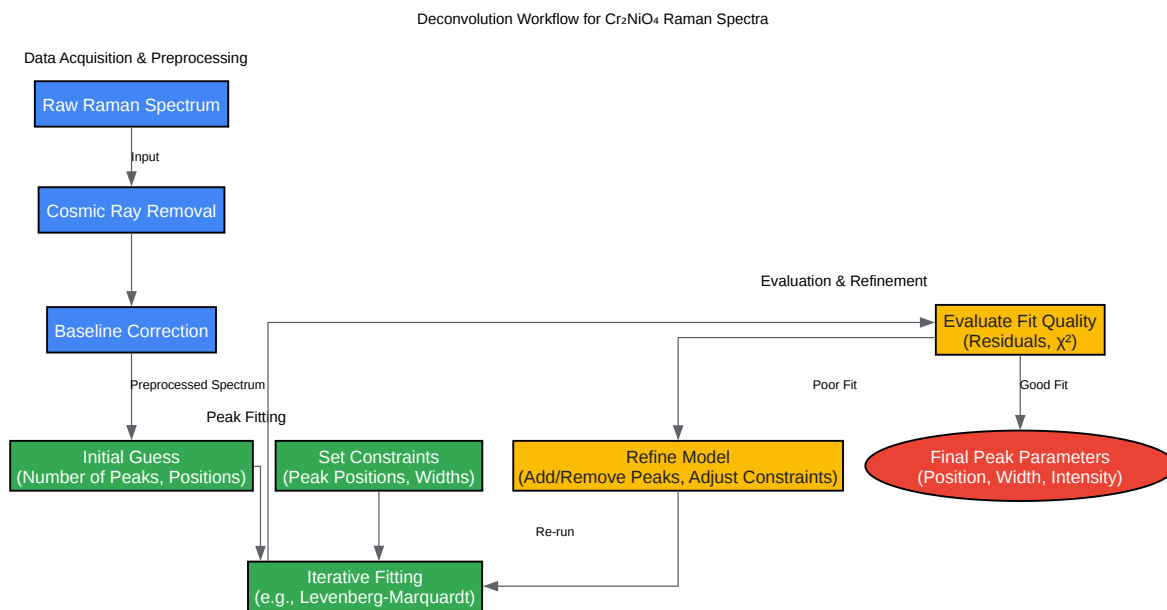 Deconvolution Workflow for Cr₂NiO₄ Raman Spectra
Data Acquisition & Preprocessing
Raw Raman Spectrum
Input
Cosmic Ray Removal
Baseline Correction
Preprocessed Spectrum
Peak Fitting
Initial Guess
(Number of Peaks, Positions)
Set Constraints
(Peak Positions, Widths)
Iterative Fitting
(e.g., Levenberg-Marquardt)
Evaluation & Refinement
Evaluate Fit Quality
(Residuals, χ²)
Poor Fit
Good Fit
Refine Model
(Add/Remove Peaks, Adjust Constraints)
Re-run
Final Peak Parameters
(Position, Width, Intensity)